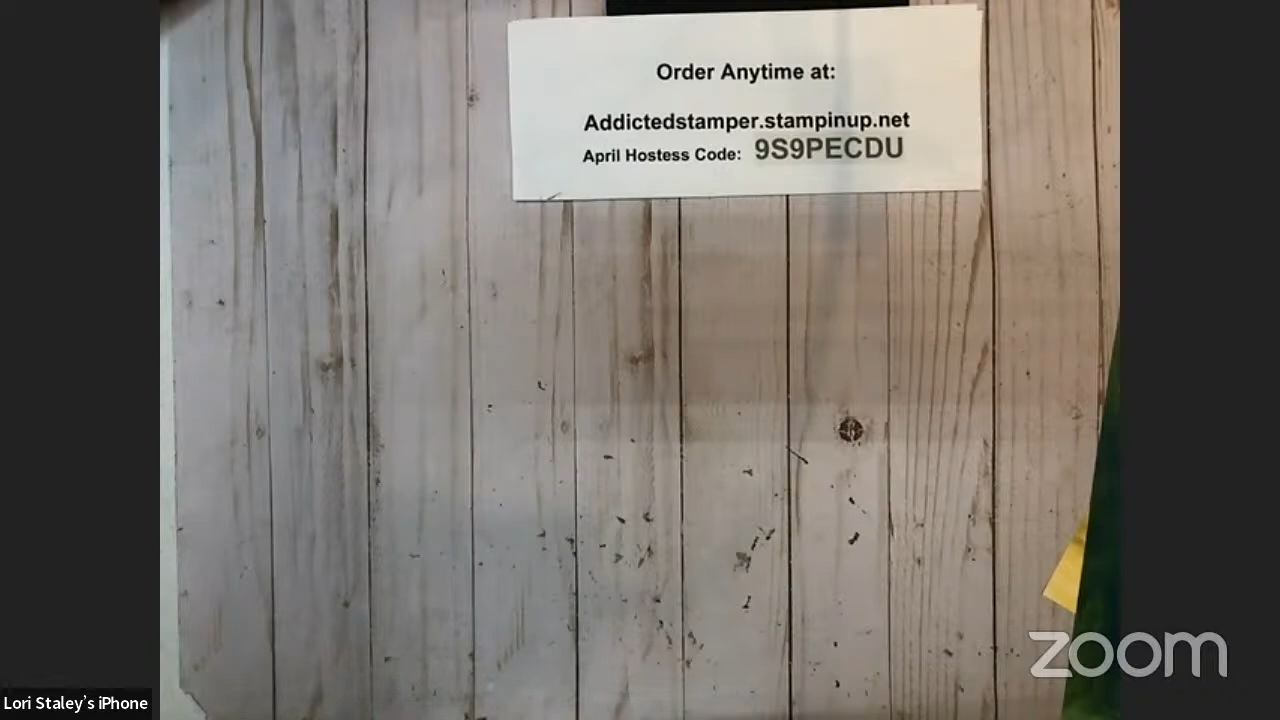 Order Anytime at:
Addictedstamper.stampinup.net
April Hostess Code: 9S9PECDU
zoom
Lori Staley's iPhone